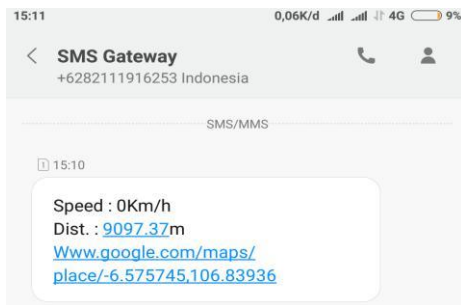 15:11 0,06K/d 4G 9%
SMS Gateway
+6282111916253 Indonesia
SMS/MMS
1 15:10
Speed : 0Km/h
Dist. : 9097.37m
Www.google.com/maps/
place/-6.575745,106.83936